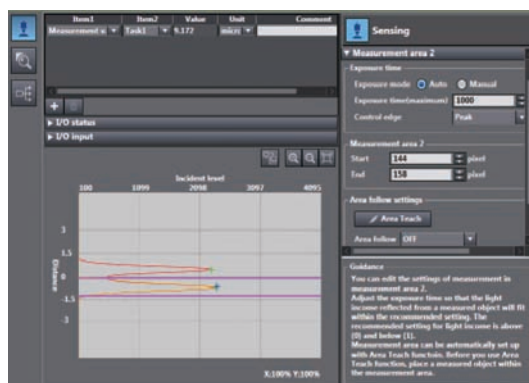 Item1 Item2 Value Unit Comment
Measurement a Task1 9.172 micr
I/O status
I/O input
Incident level
100 1099 2098 3097 4095
3
1.5
0
-1.5
-3
Distance
X:100% Y:100%
Sensing
Measurement area 2
Exposure time
Exposure mode Auto Manual
Exposure time(maximum) 1000
Control edge Peak
Measurement area 2
Start 144 pixel
End 158 pixel
Area follow settings
Area Teach
Area follow OFF
Guidance
You can edit the settings of measurement in
measurement area 2.
Adjust the exposure time so that the light
income reflected from a measured object will fit
within the recommended setting. The
recommended setting for light income is above
(0) and below (1).
Measurement area can be automatically set up
with Area Teach functoin. Before you use Area
Teach function, place a measured object within
the measurement area.